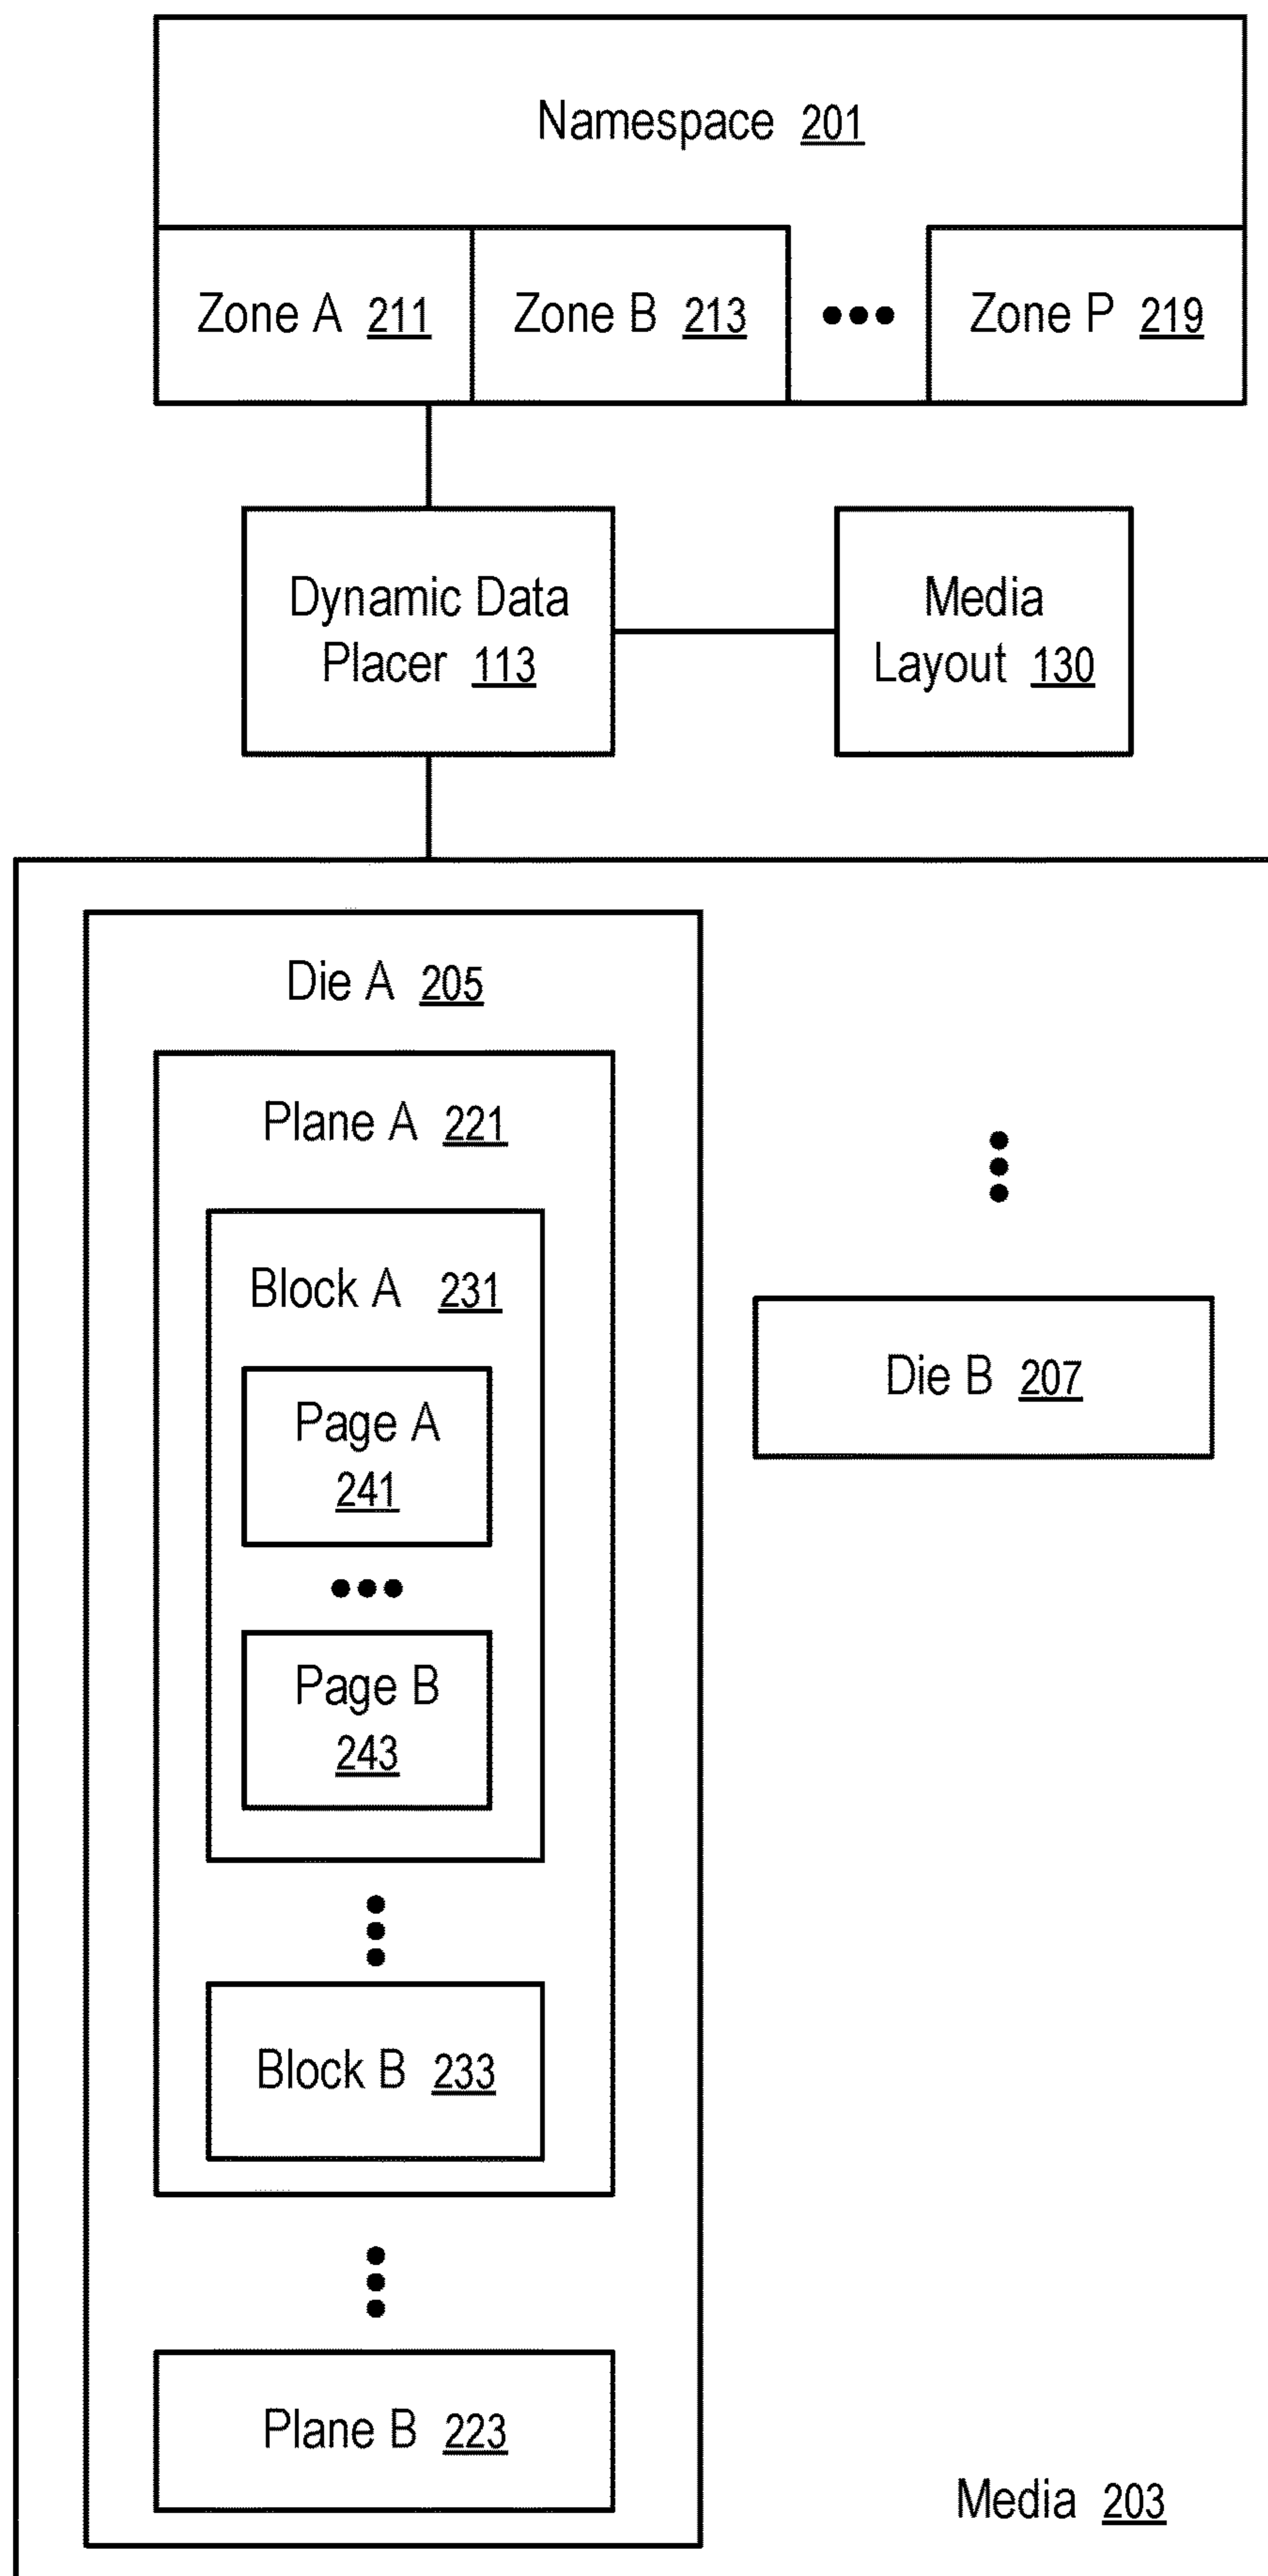 Namespace 201
Zone A 211 Zone B 213 Zone P 219
Dynamic Data
Placer 113
Media
Layout 130
Die A 205
Plane A 221
Block A 231
Page A
241
Page B
243
Block B 233
Plane B 223
Die B 207
Media 203